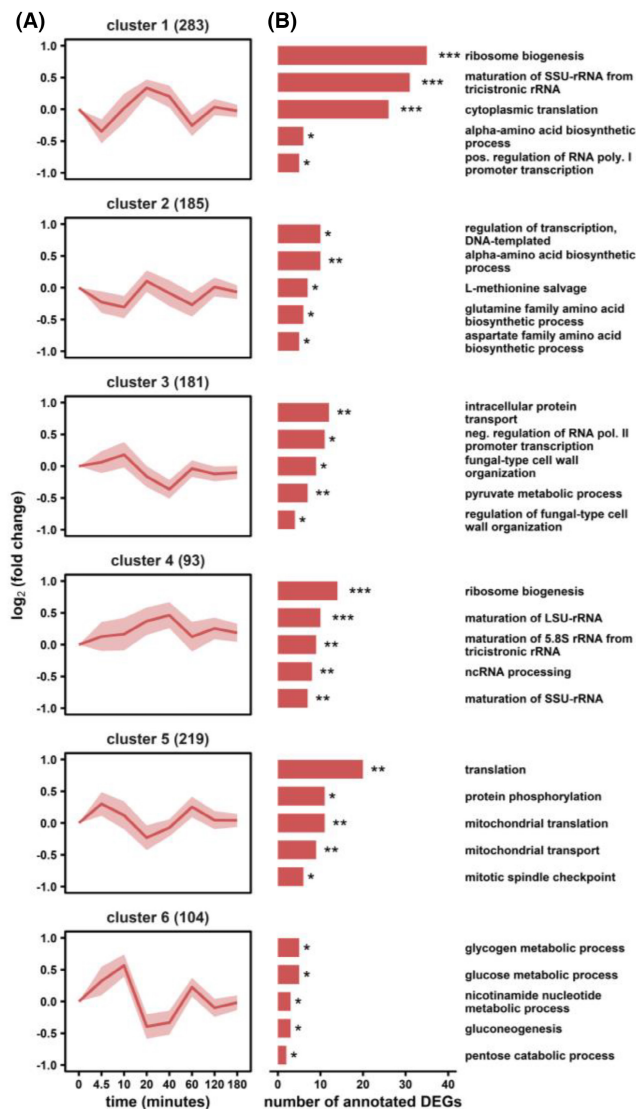 (A)
(B)
cluster 1 (283)
1.0
0.5
0.0
-0.5
-1.0
***
ribosome biogenesis
***
maturation of SSU-rRNA from
tricistronic rRNA
***
cytoplasmic translation
*
alpha-amino acid biosynthetic
process
*
pos. regulation of RNA poly. I
promoter transcription
cluster 2 (185)
1.0
0.5
0.0
-0.5
-1.0
*
regulation of transcription,
DNA-templated
**
alpha-amino acid biosynthetic
process
*
L-methionine salvage
*
glutamine family amino acid
biosynthetic process
*
aspartate family amino acid
biosynthetic process
cluster 3 (181)
1.0
0.5
0.0
-0.5
-1.0
**
intracellular protein
transport
*
neg. regulation of RNA pol. II
promoter transcription
*
fungal-type cell wall
organization
**
pyruvate metabolic process
*
regulation of fungal-type cell
wall organization
log2 (fold change)
cluster 4 (93)
1.0
0.5
0.0
-0.5
-1.0
***
ribosome biogenesis
***
maturation of LSU-rRNA
**
maturation of 5.8S rRNA from
tricistronic rRNA
**
ncRNA processing
**
maturation of SSU-rRNA
cluster 5 (219)
1.0
0.5
0.0
-0.5
-1.0
**
translation
*
protein phosphorylation
**
mitochondrial translation
**
mitochondrial transport
*
mitotic spindle checkpoint
cluster 6 (104)
1.0
0.5
0.0
-0.5
-1.0
*
glycogen metabolic process
*
glucose metabolic process
*
nicotinamide nucleotide
metabolic process
*
gluconeogenesis
*
pentose catabolic process
0 4.5 10 20 40 60 120 180
time (minutes)
0 10 20 30 40
number of annotated DEGs